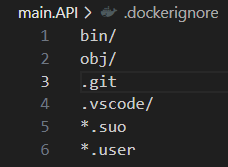 main.API > .dockerignore
1 bin/
2 obj/
3 .git
4 .vscode/
5 *.suo
6 *.user